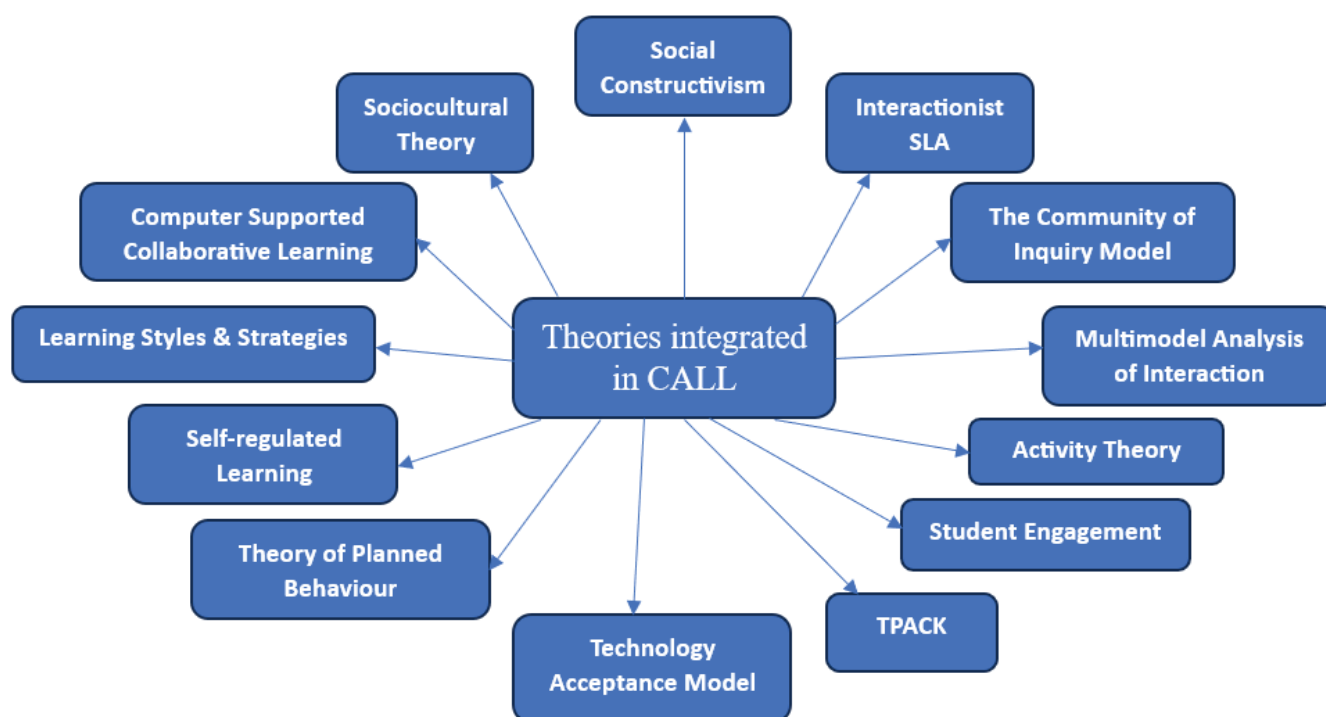 Social
Constructivism
Sociocultural
Theory
Interactionist
SLA
Computer Supported
Collaborative Learning
The Community of
Inquiry Model
Learning Styles & Strategies
Theories integrated
in CALL
Multimodel Analysis
of Interaction
Self-regulated
Learning
Activity Theory
Student Engagement
Theory of Planned
Behaviour
TPACK
Technology
Acceptance Model